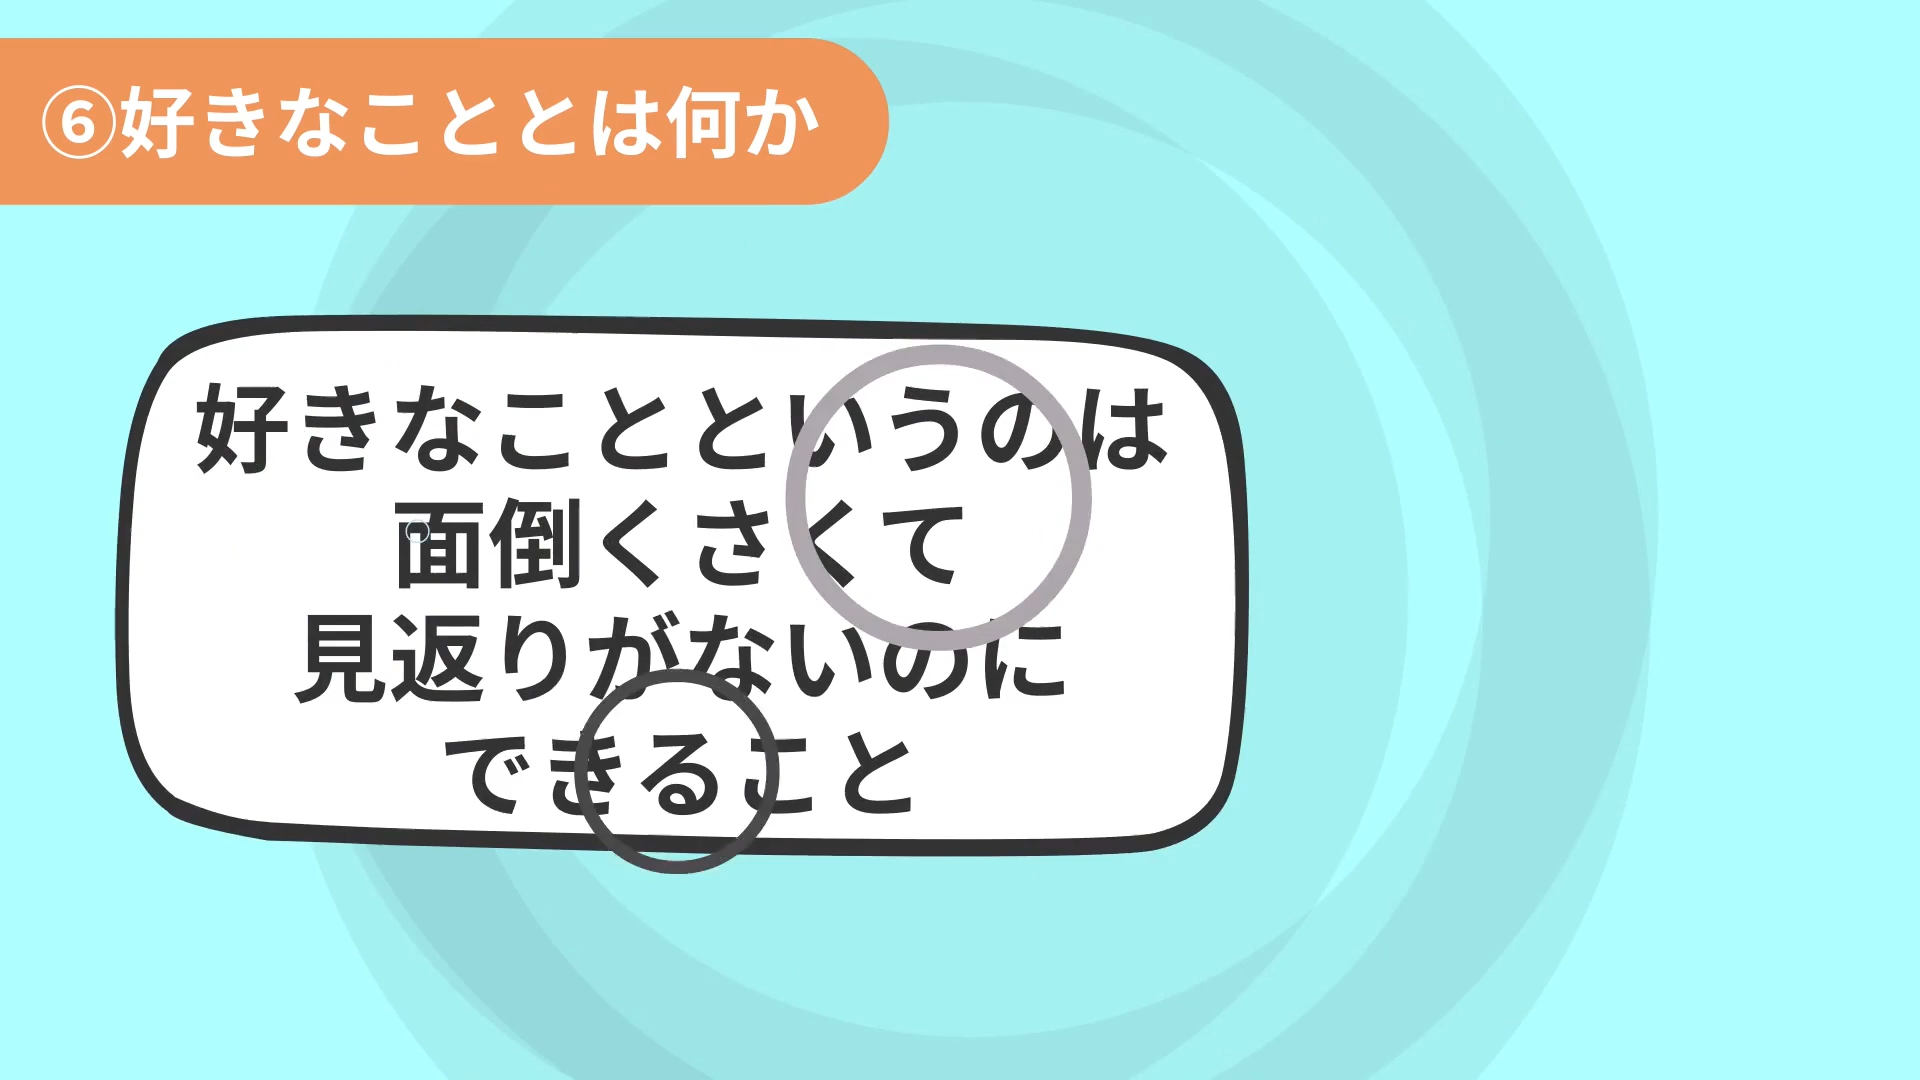 ⑥好きなこととは何か
好きなことというのは
面倒くさくて
見返りがないのに
できること